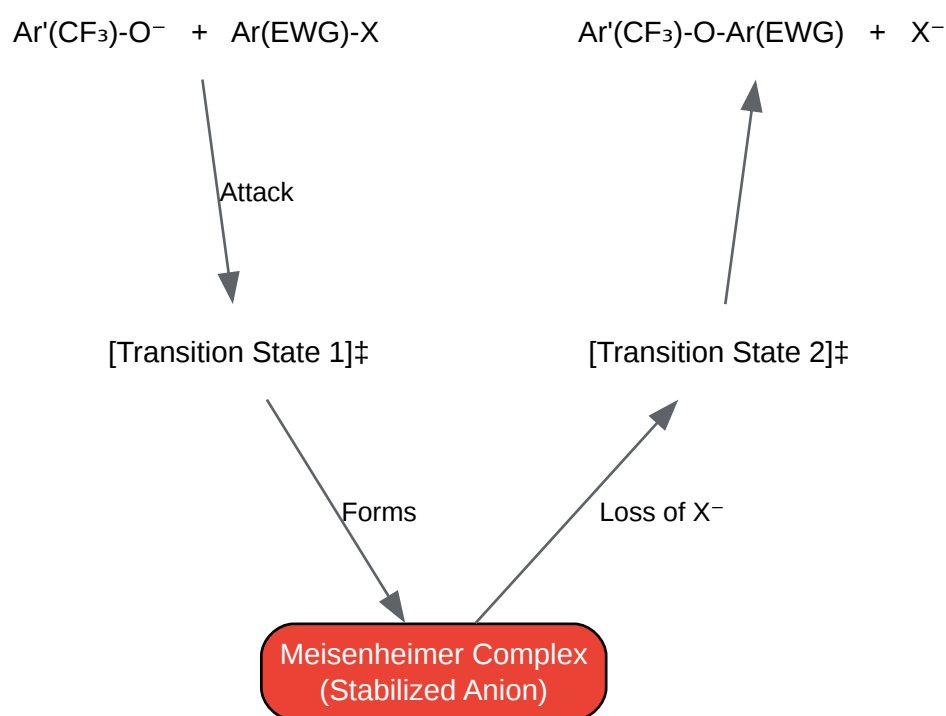 Ar'(CF₃)-O⁻ + Ar(EWG)-X
Ar'(CF₃)-O-Ar(EWG) + X⁻
Attack
[Transition State 1]‡
[Transition State 2]‡
Forms
Loss of X⁻
Meisenheimer Complex
(Stabilized Anion)